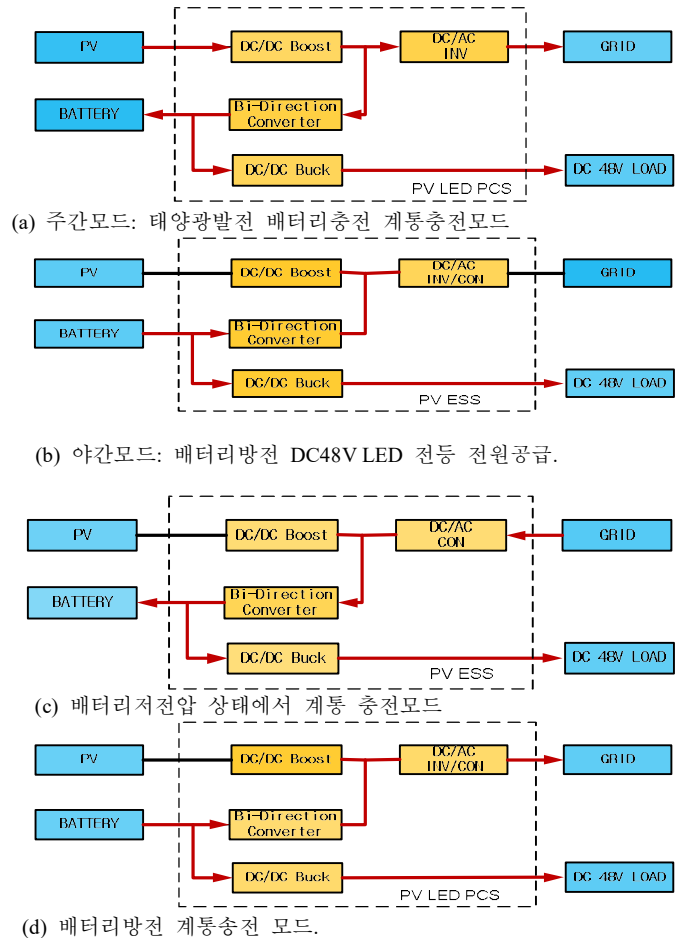 PV
DC/DC Boost
DC/AC
INV
GRID
BATTERY
Bi-Direction
Converter
DC/DC Buck
DC 48V LOAD
PV LED PCS
(a) 주간모드: 태양광발전 배터리충전 계통충전모드
PV
DC/DC Boost
DC/AC
INV/CON
GRID
BATTERY
Bi-Direction
Converter
DC/DC Buck
DC 48V LOAD
PV ESS
(b) 야간모드: 배터리방전 DC48V LED 전등 전원공급.
PV
DC/DC Boost
DC/AC
CON
GRID
BATTERY
Bi-Direction
Converter
DC/DC Buck
DC 48V LOAD
PV ESS
(c) 배터리저전압 상태에서 계통 충전모드
PV
DC/DC Boost
DC/AC
INV/CON
GRID
BATTERY
Bi-Direction
Converter
DC/DC Buck
DC 48V LOAD
PV LED PCS
(d) 배터리방전 계통송전 모드.